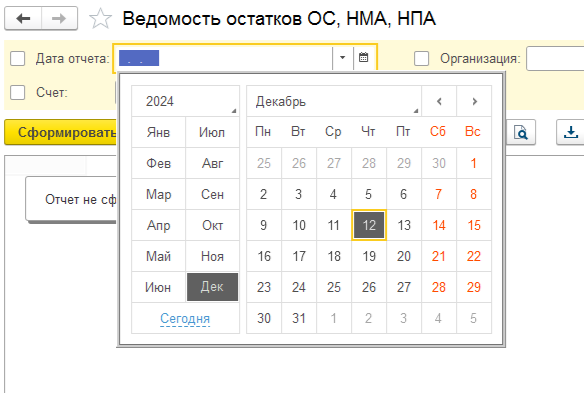 Ведомость остатков ОС, НМА, НПА
Дата отчета: . . Организация:
Счет:
Сформировать
Отчет не сф
2024 Декабрь
Янв Июл Пн Вт Ср Чт Пт Сб Вс
Фев Авг 25 26 27 28 29 30 1
Мар Сен 2 3 4 5 6 7 8
Апр Окт 9 10 11 12 13 14 15
Май Ноя 16 17 18 19 20 21 22
Июн Дек 23 24 25 26 27 28 29
Сегодня 30 31 1 2 3 4 5